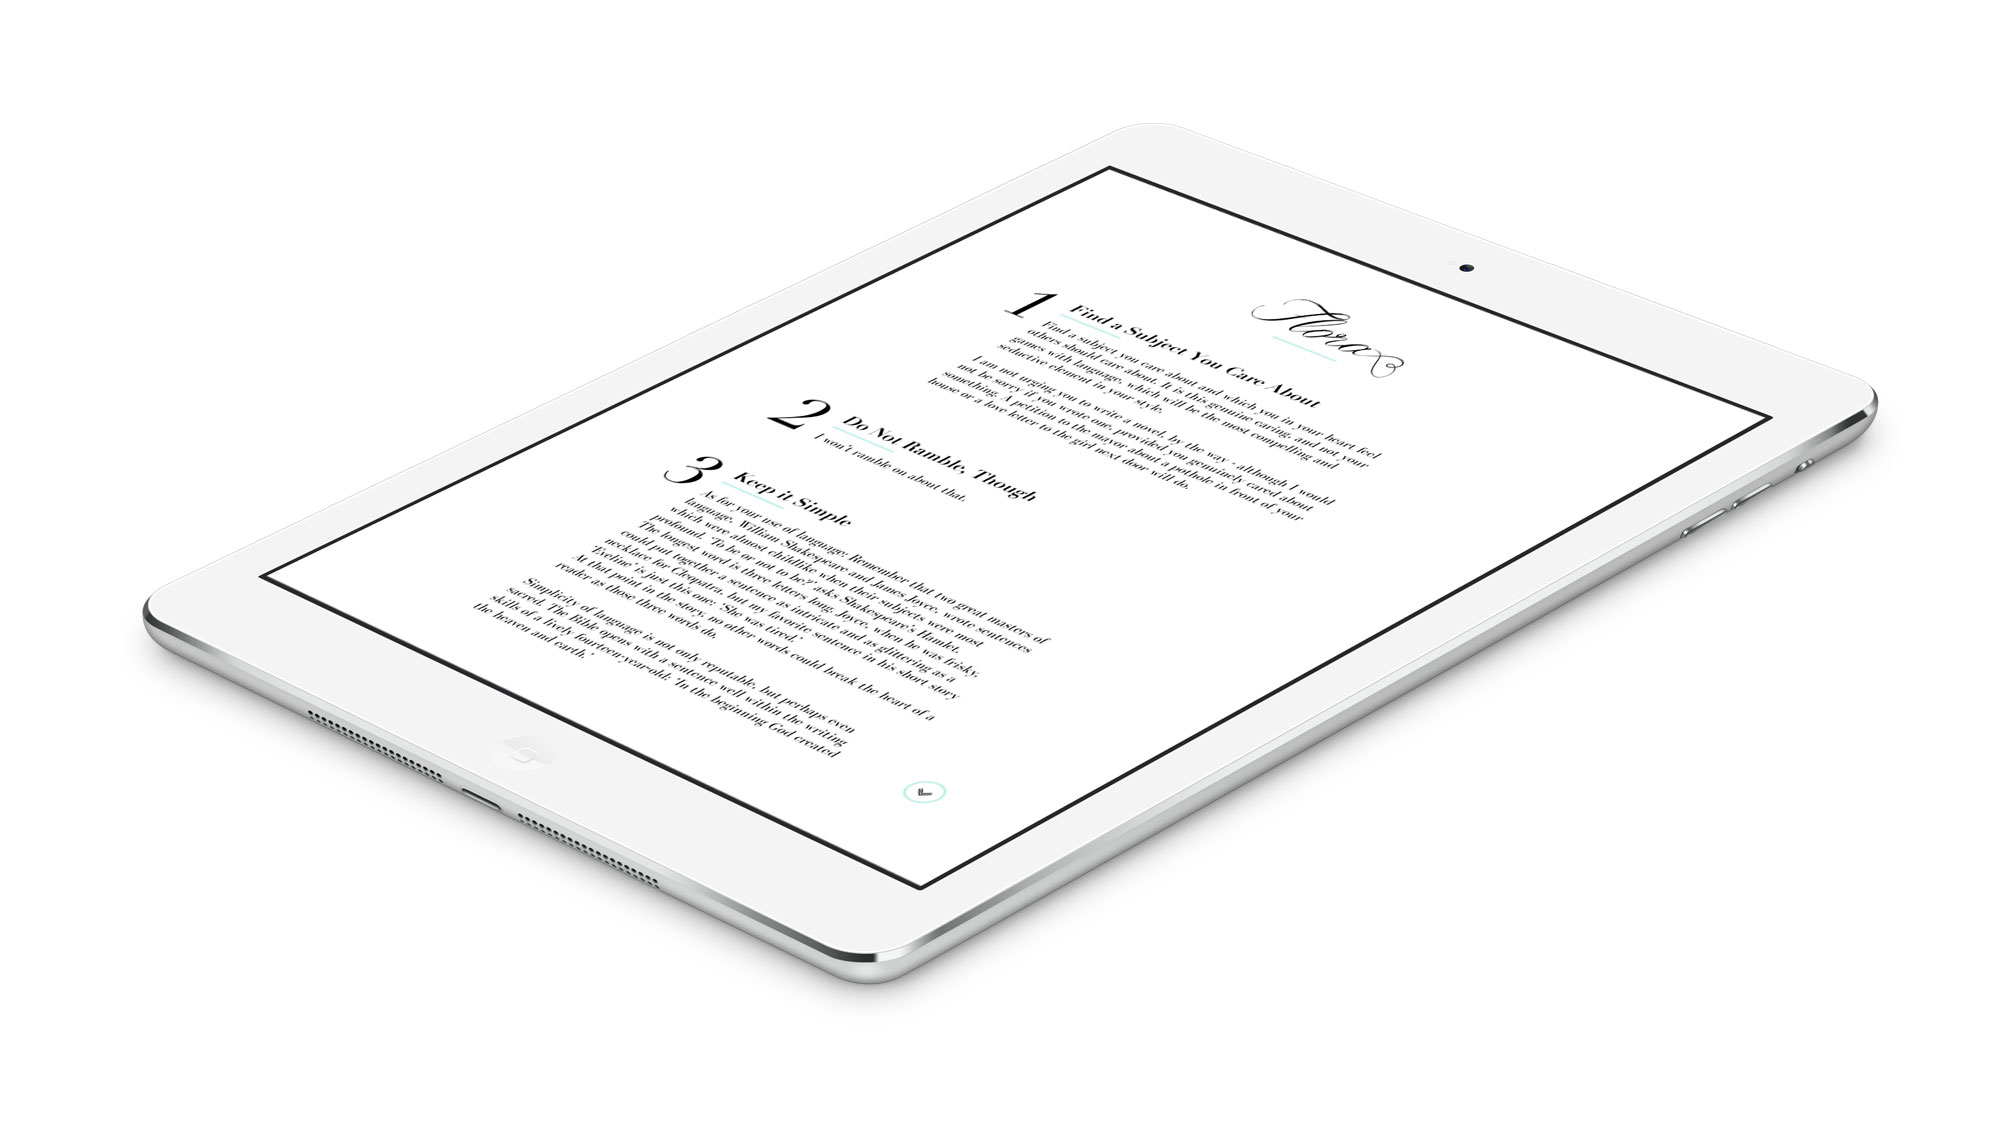 Flora
1
Find a Subject You Care About
Find a subject you care about and which you in your heart feel
others should care about. It is this genuine caring, and not your
games with language, which will be the most compelling and
seductive element in your style.
I am not urging you to write a novel, by the way - although I would
not be sorry if you wrote one, provided you genuinely cared about
something. A petition to the mayor about a pothole in front of your
house or a love letter to the girl next door will do.
2
Do Not Ramble, Though
I won't ramble on about that.
3
Keep it Simple
As for your use of language: Remember that two great masters of
language, William Shakespeare and James Joyce, wrote sentences
which were almost childlike when their subjects were most
profound. 'To be or not to be?' asks Shakespeare's Hamlet.
The longest word is three letters long. Joyce, when he was frisky,
could put together a sentence as intricate and as glittering as a
necklace for Cleopatra, but my favorite sentence in his short story
'Eveline' is just this one: 'She was tired.'
At that point in the story, no other words could break the heart of a
reader as those three words do.
Simplicity of language is not only reputable, but perhaps even
sacred. The Bible opens with a sentence well within the writing
skills of a lively fourteen-year-old: 'In the beginning God created
the heaven and earth.'